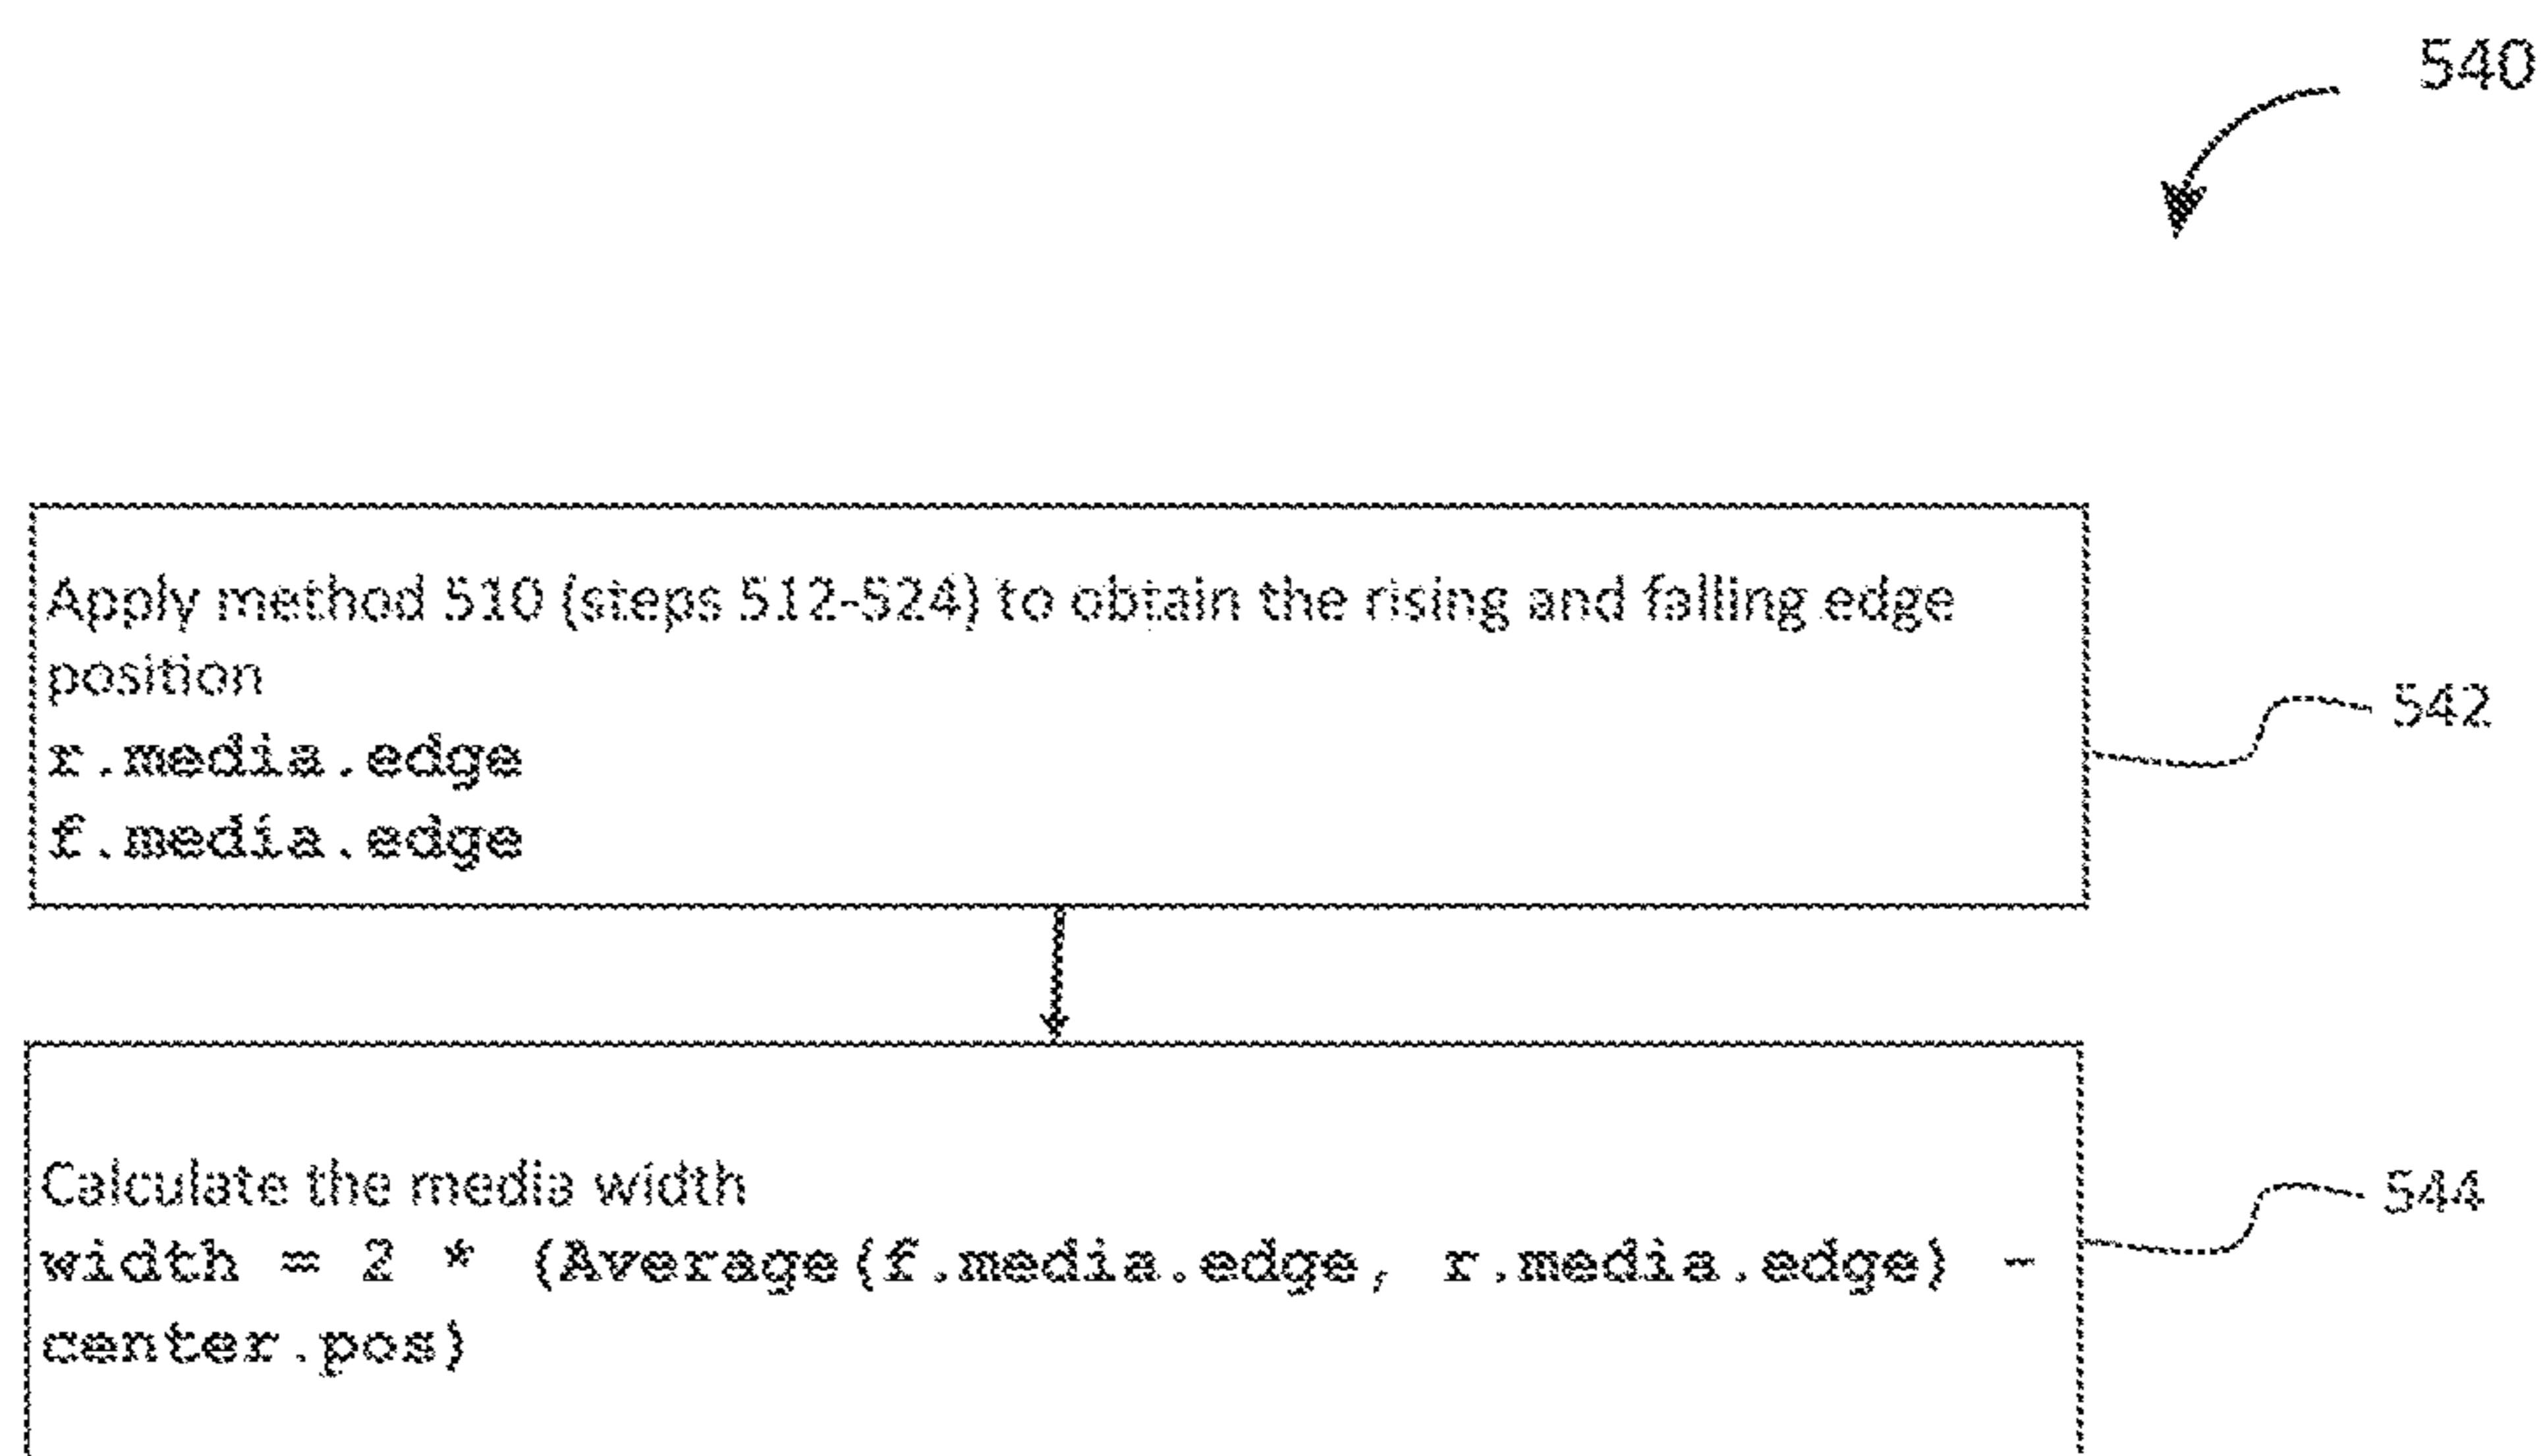 540
Apply method 510 (steps 512-524) to obtain the rising and falling edge
position
r.media.edge
f.media.edge
542
Calculate the media width
width = 2 * (Average(f.media.edge, r.media.edge) -
center.pos)
544